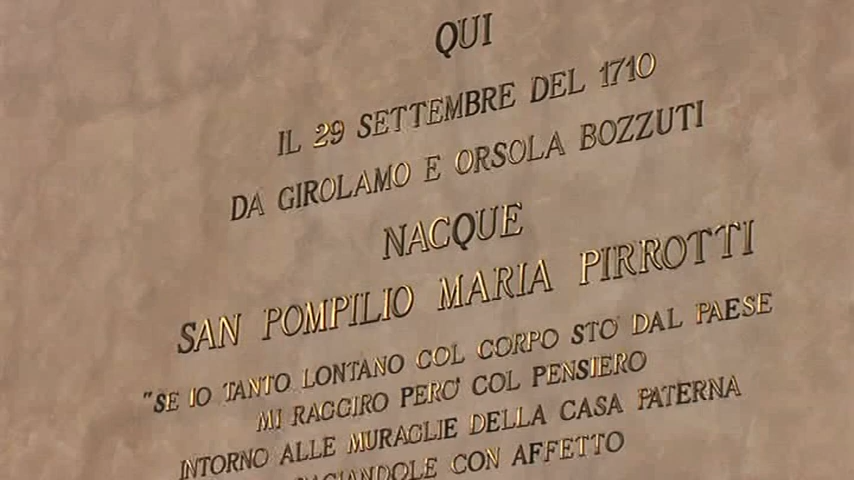 QUI
IL 29 SETTEMBRE DEL 1710
DA GIROLAMO E ORSOLA BOZZUTI
NACQUE
SAN POMPILIO MARIA PIRROTTI
"SE IO TANTO LONTANO COL CORPO STO' DAL PAESE
MI RAGGIRO PERO' COL PENSIERO
INTORNO ALLE MURAGLIE DELLA CASA PATERNA
CON AFFETTO